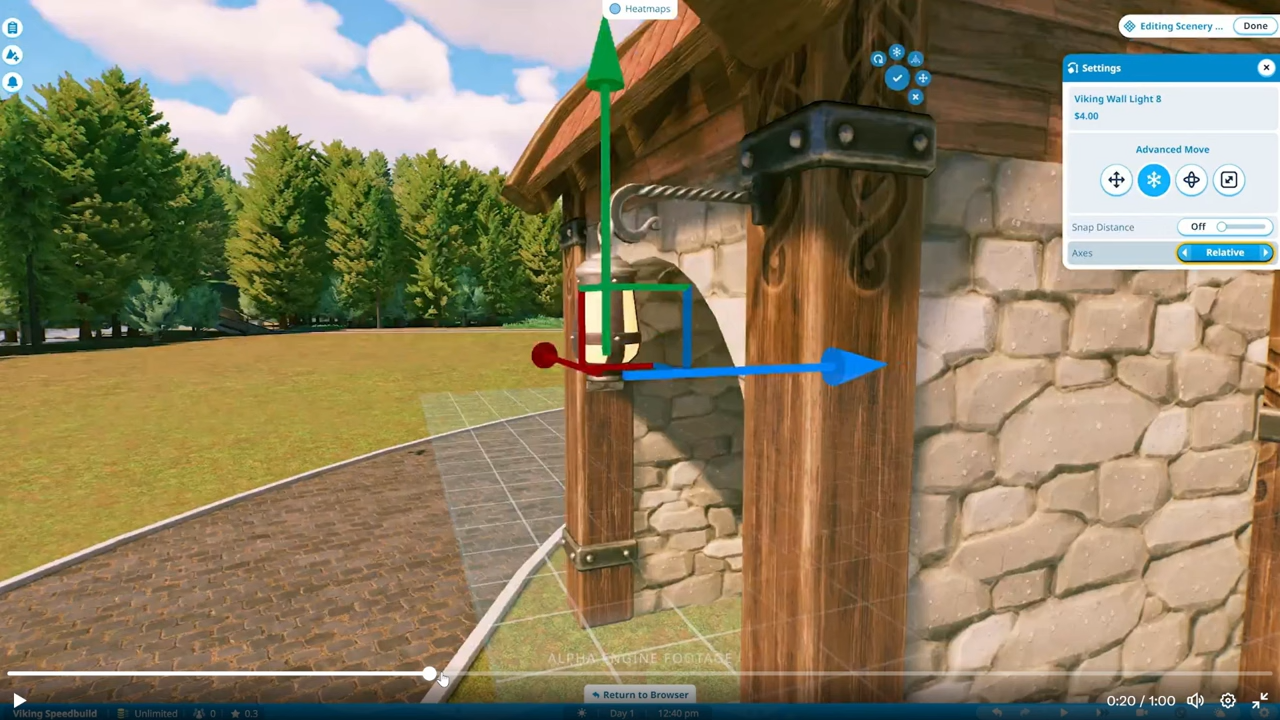 Heatmaps
Editing Scenery ...
Done
Settings
Viking Wall Light 8
$4.00
Advanced Move
Snap Distance
Off
Axes
Relative
ALPHA ENGINE FOOTAGE
Return to Browser
0:20 / 1:00
Viking Speedbuild
Unlimited
0
0.3
Day 1
12:40 pm